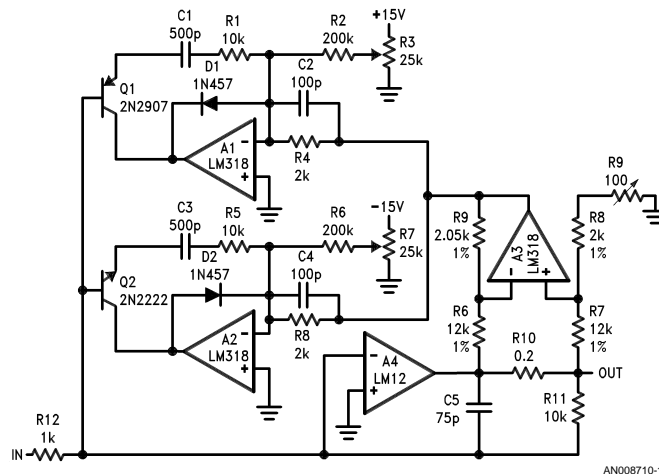 C1
500p
R1
10k
R2
200k
+15V
R3
25k
D1
1N457
C2
100p
Q1
2N2907
A1
LM318
−
+
R4
2k
C3
500p
R5
10k
R6
200k
−15V
R7
25k
D2
1N457
C4
100p
Q2
2N2222
A2
LM318
−
+
R8
2k
R9
100
R9
2.05k
1%
A3
LM318
−
+
R8
2k
1%
R6
12k
1%
R7
12k
1%
R10
0.2
OUT
A4
LM12
−
+
C5
75p
R11
10k
R12
1k
IN